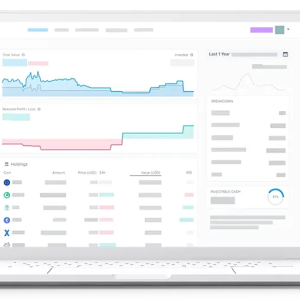 Total Value
Invested
Last 1 Year
Realized Profit / Loss
BREAKDOWN
Holdings
Coin Amount Price (USD) 24h Value (USD) ROI
INVESTABLE CASH